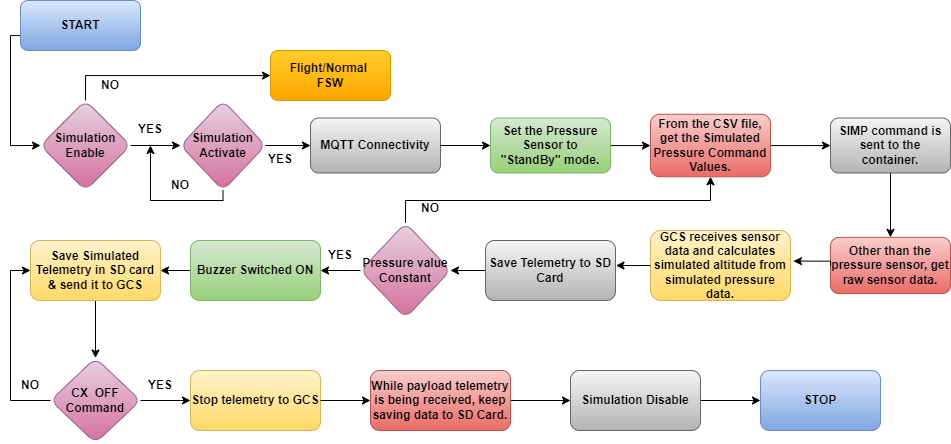 START
Flight/Normal
FSW
NO
Simulation
Enable
YES
Simulation
Activate
YES
NO
MQTT Connectivity
Set the Pressure
Sensor to
"StandBy" mode.
From the CSV file,
get the Simulated
Pressure Command
Values.
SIMP command is
sent to the
container.
Other than the
pressure sensor, get
raw sensor data.
GCS receives sensor
data and calculates
simulated altitude from
simulated pressure
data.
Save Telemetry to SD
Card
NO
Pressure value
Constant
YES
Buzzer Switched ON
Save Simulated
Telemetry in SD card
& send it to GCS
NO
CX  OFF
Command
YES
Stop telemetry to GCS
While payload telemetry
is being received, keep
saving data to SD Card.
Simulation Disable
STOP